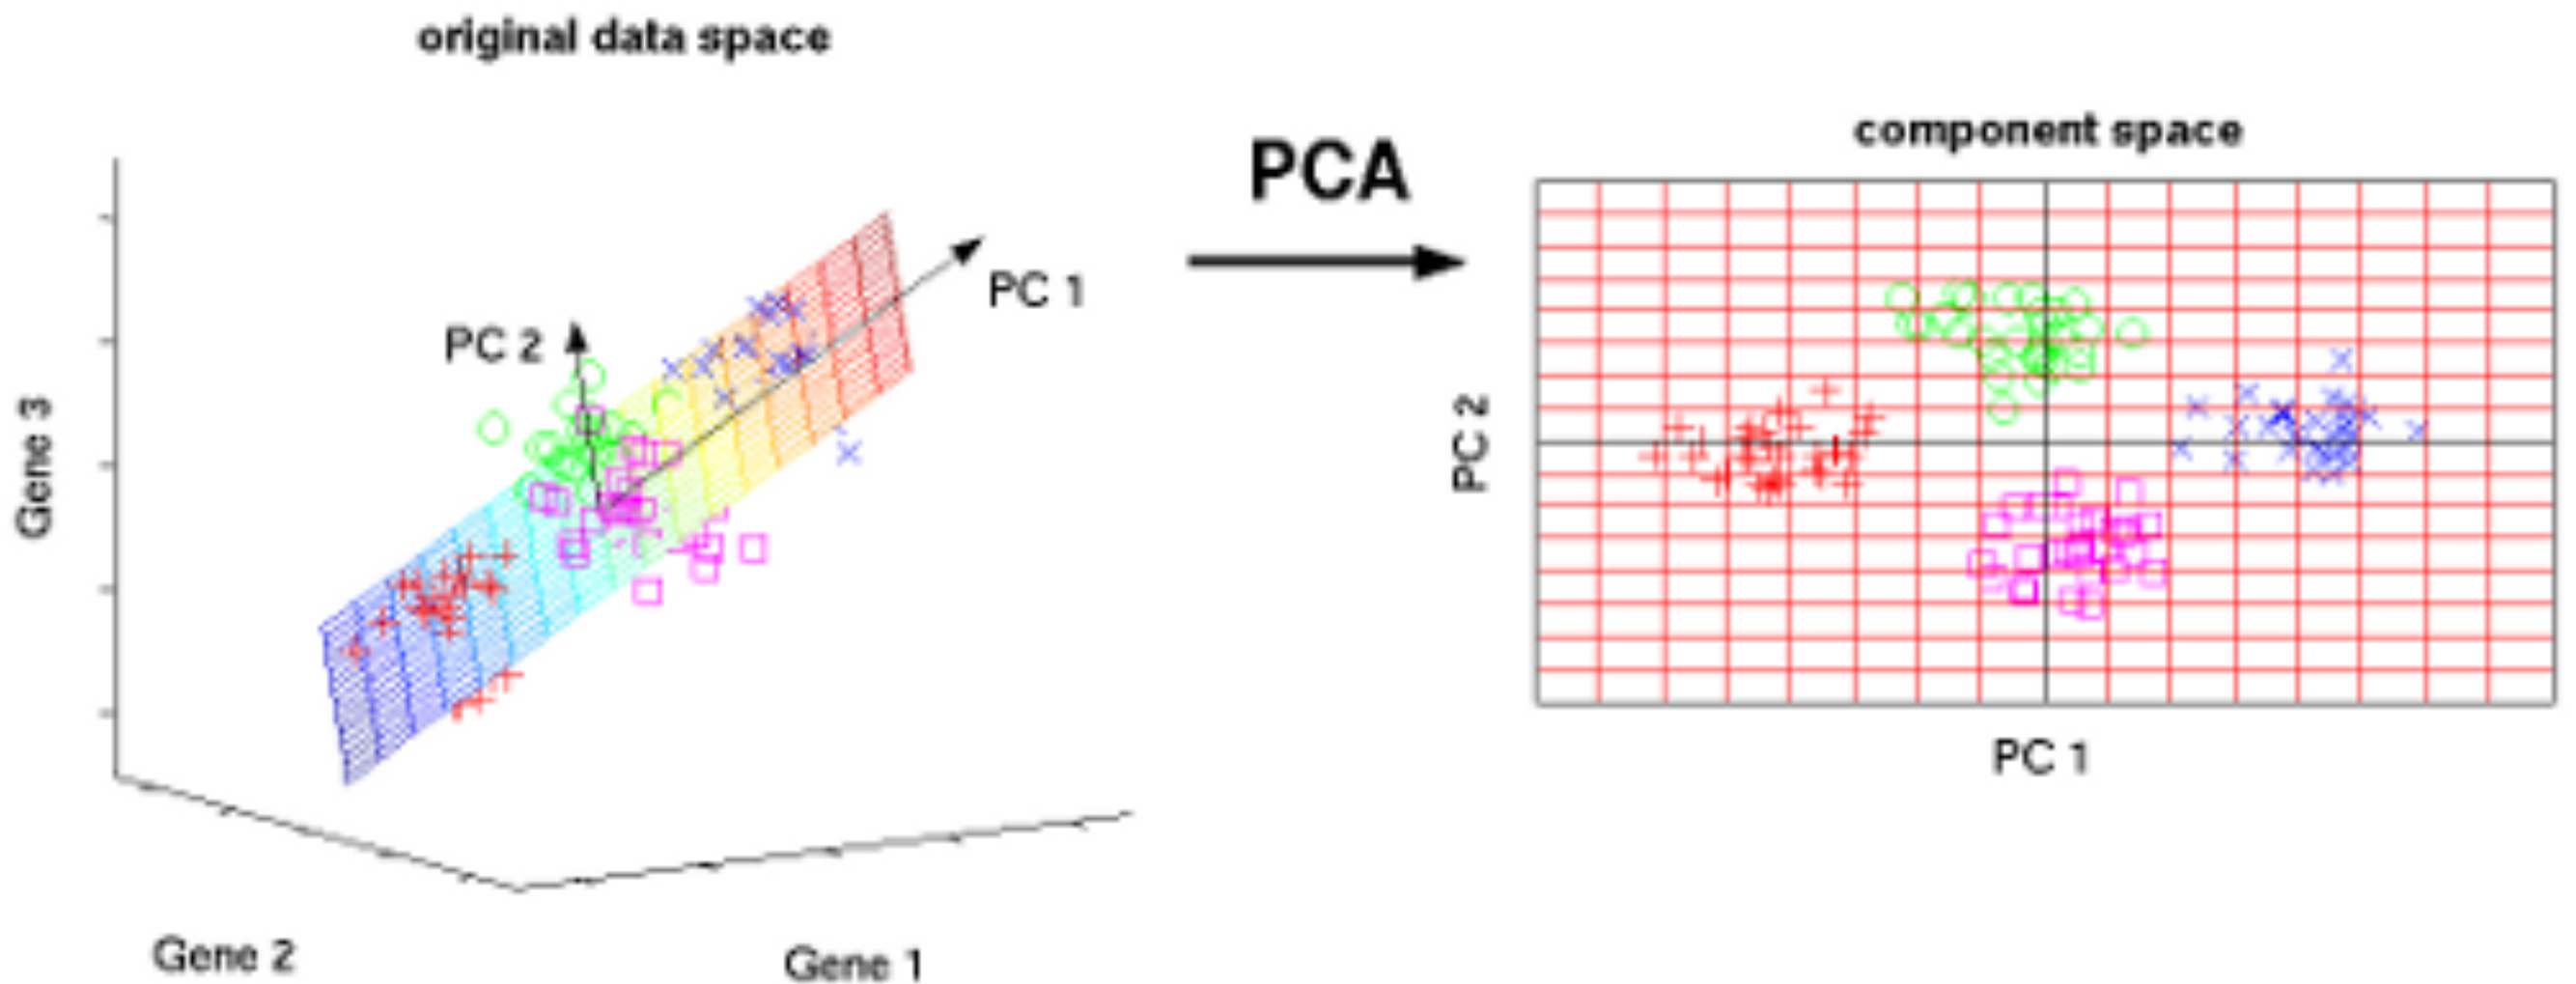 original data space
PCA
component space
PC 1
PC 2
Gene 3
PC 2
PC 1
Gene 2
Gene 1